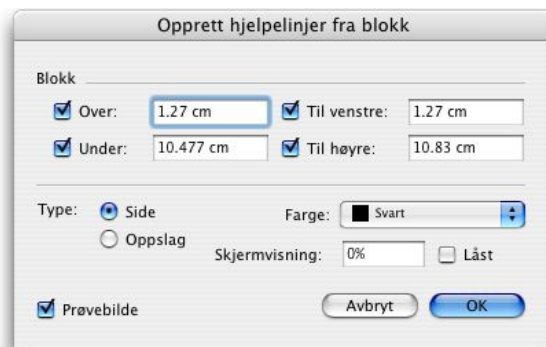 Opprett hjelpelinjer fra blokk
Blokk
Over: 1.27 cm Til venstre: 1.27 cm
Under: 10.477 cm Til høyre: 10.83 cm
Type: Side Farge: Svart
Oppslag Skjermvisning: 0% Låst
Prøvebilde Avbryt OK